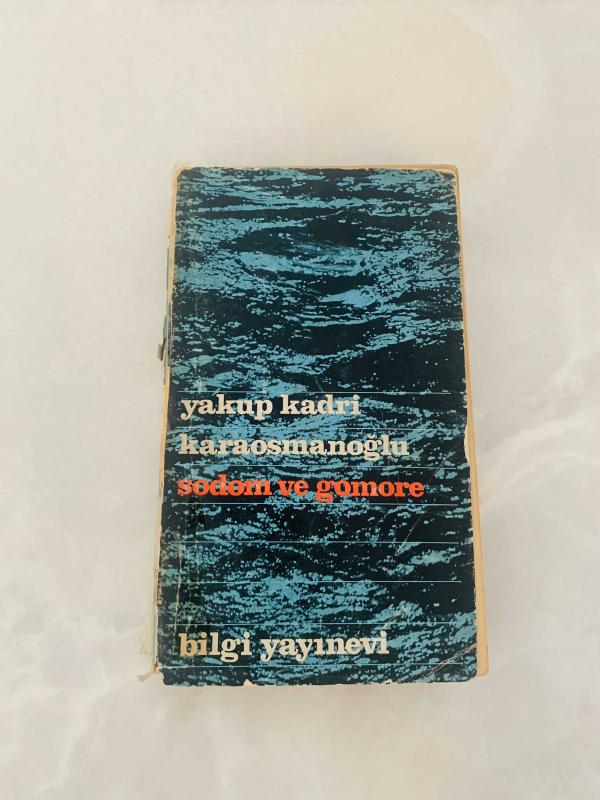 yakup kadri
karaosmanoğlu
sodom ve gomore
bilgi yayınevi